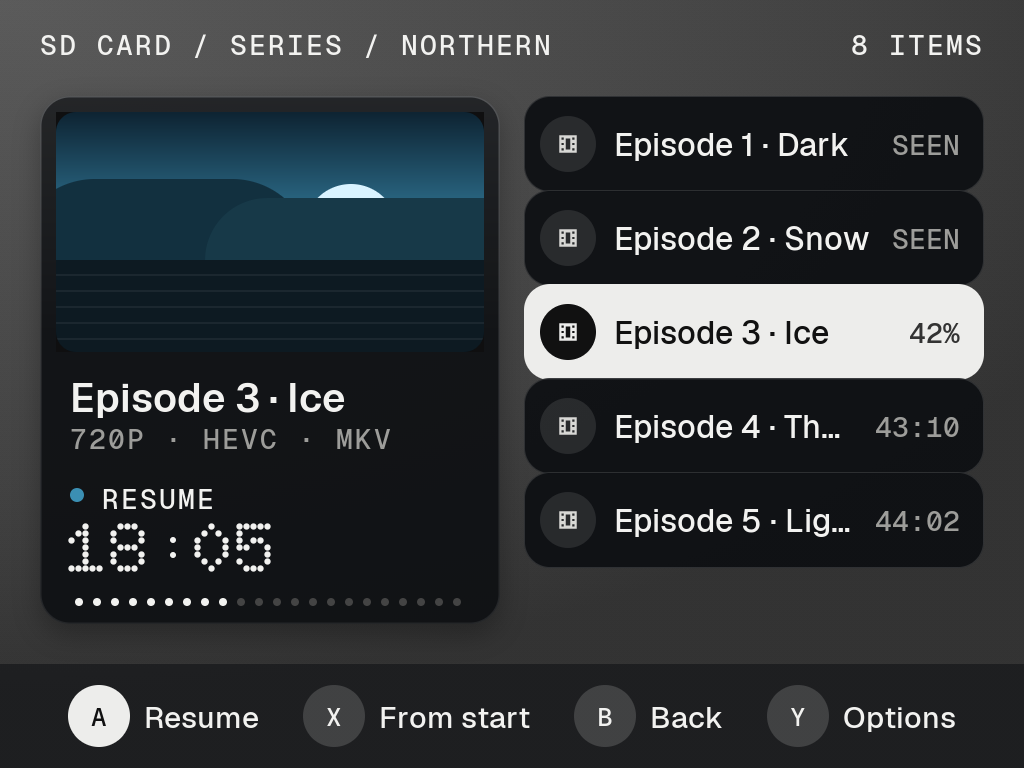 SD CARD / SERIES / NORTHERN
8 ITEMS
Episode 3 · Ice
720P · HEVC · MKV
RESUME
18:05
Episode 1 · Dark SEEN
Episode 2 · Snow SEEN
Episode 3 · Ice 42%
Episode 4 · Th... 43:10
Episode 5 · Lig... 44:02
A Resume
X From start
B Back
Y Options